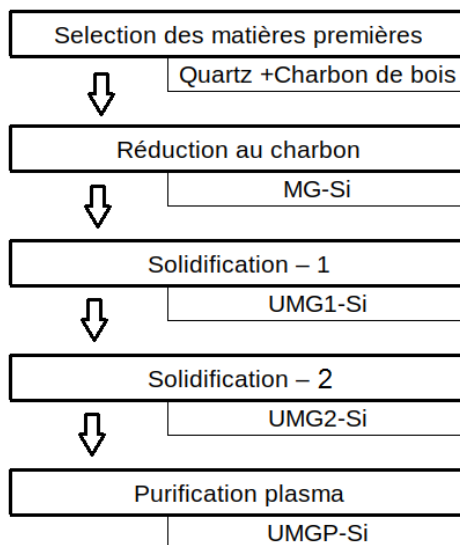 Selection des matières premières
Quartz +Charbon de bois
Réduction au charbon
MG-Si
Solidification – 1
UMG1-Si
Solidification – 2
UMG2-Si
Purification plasma
UMGP-Si